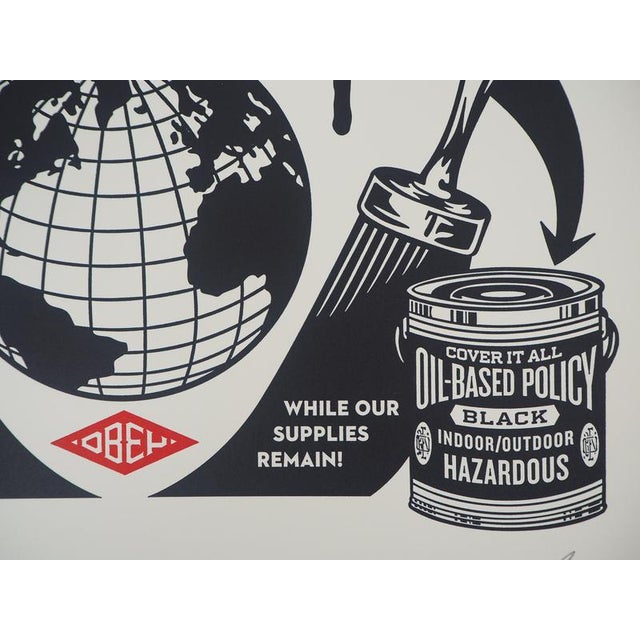 OBEY
WHILE OUR
SUPPLIES
REMAIN!
COVER IT ALL
OIL-BASED POLICY
BLACK
INDOOR/OUTDOOR
HAZARDOUS